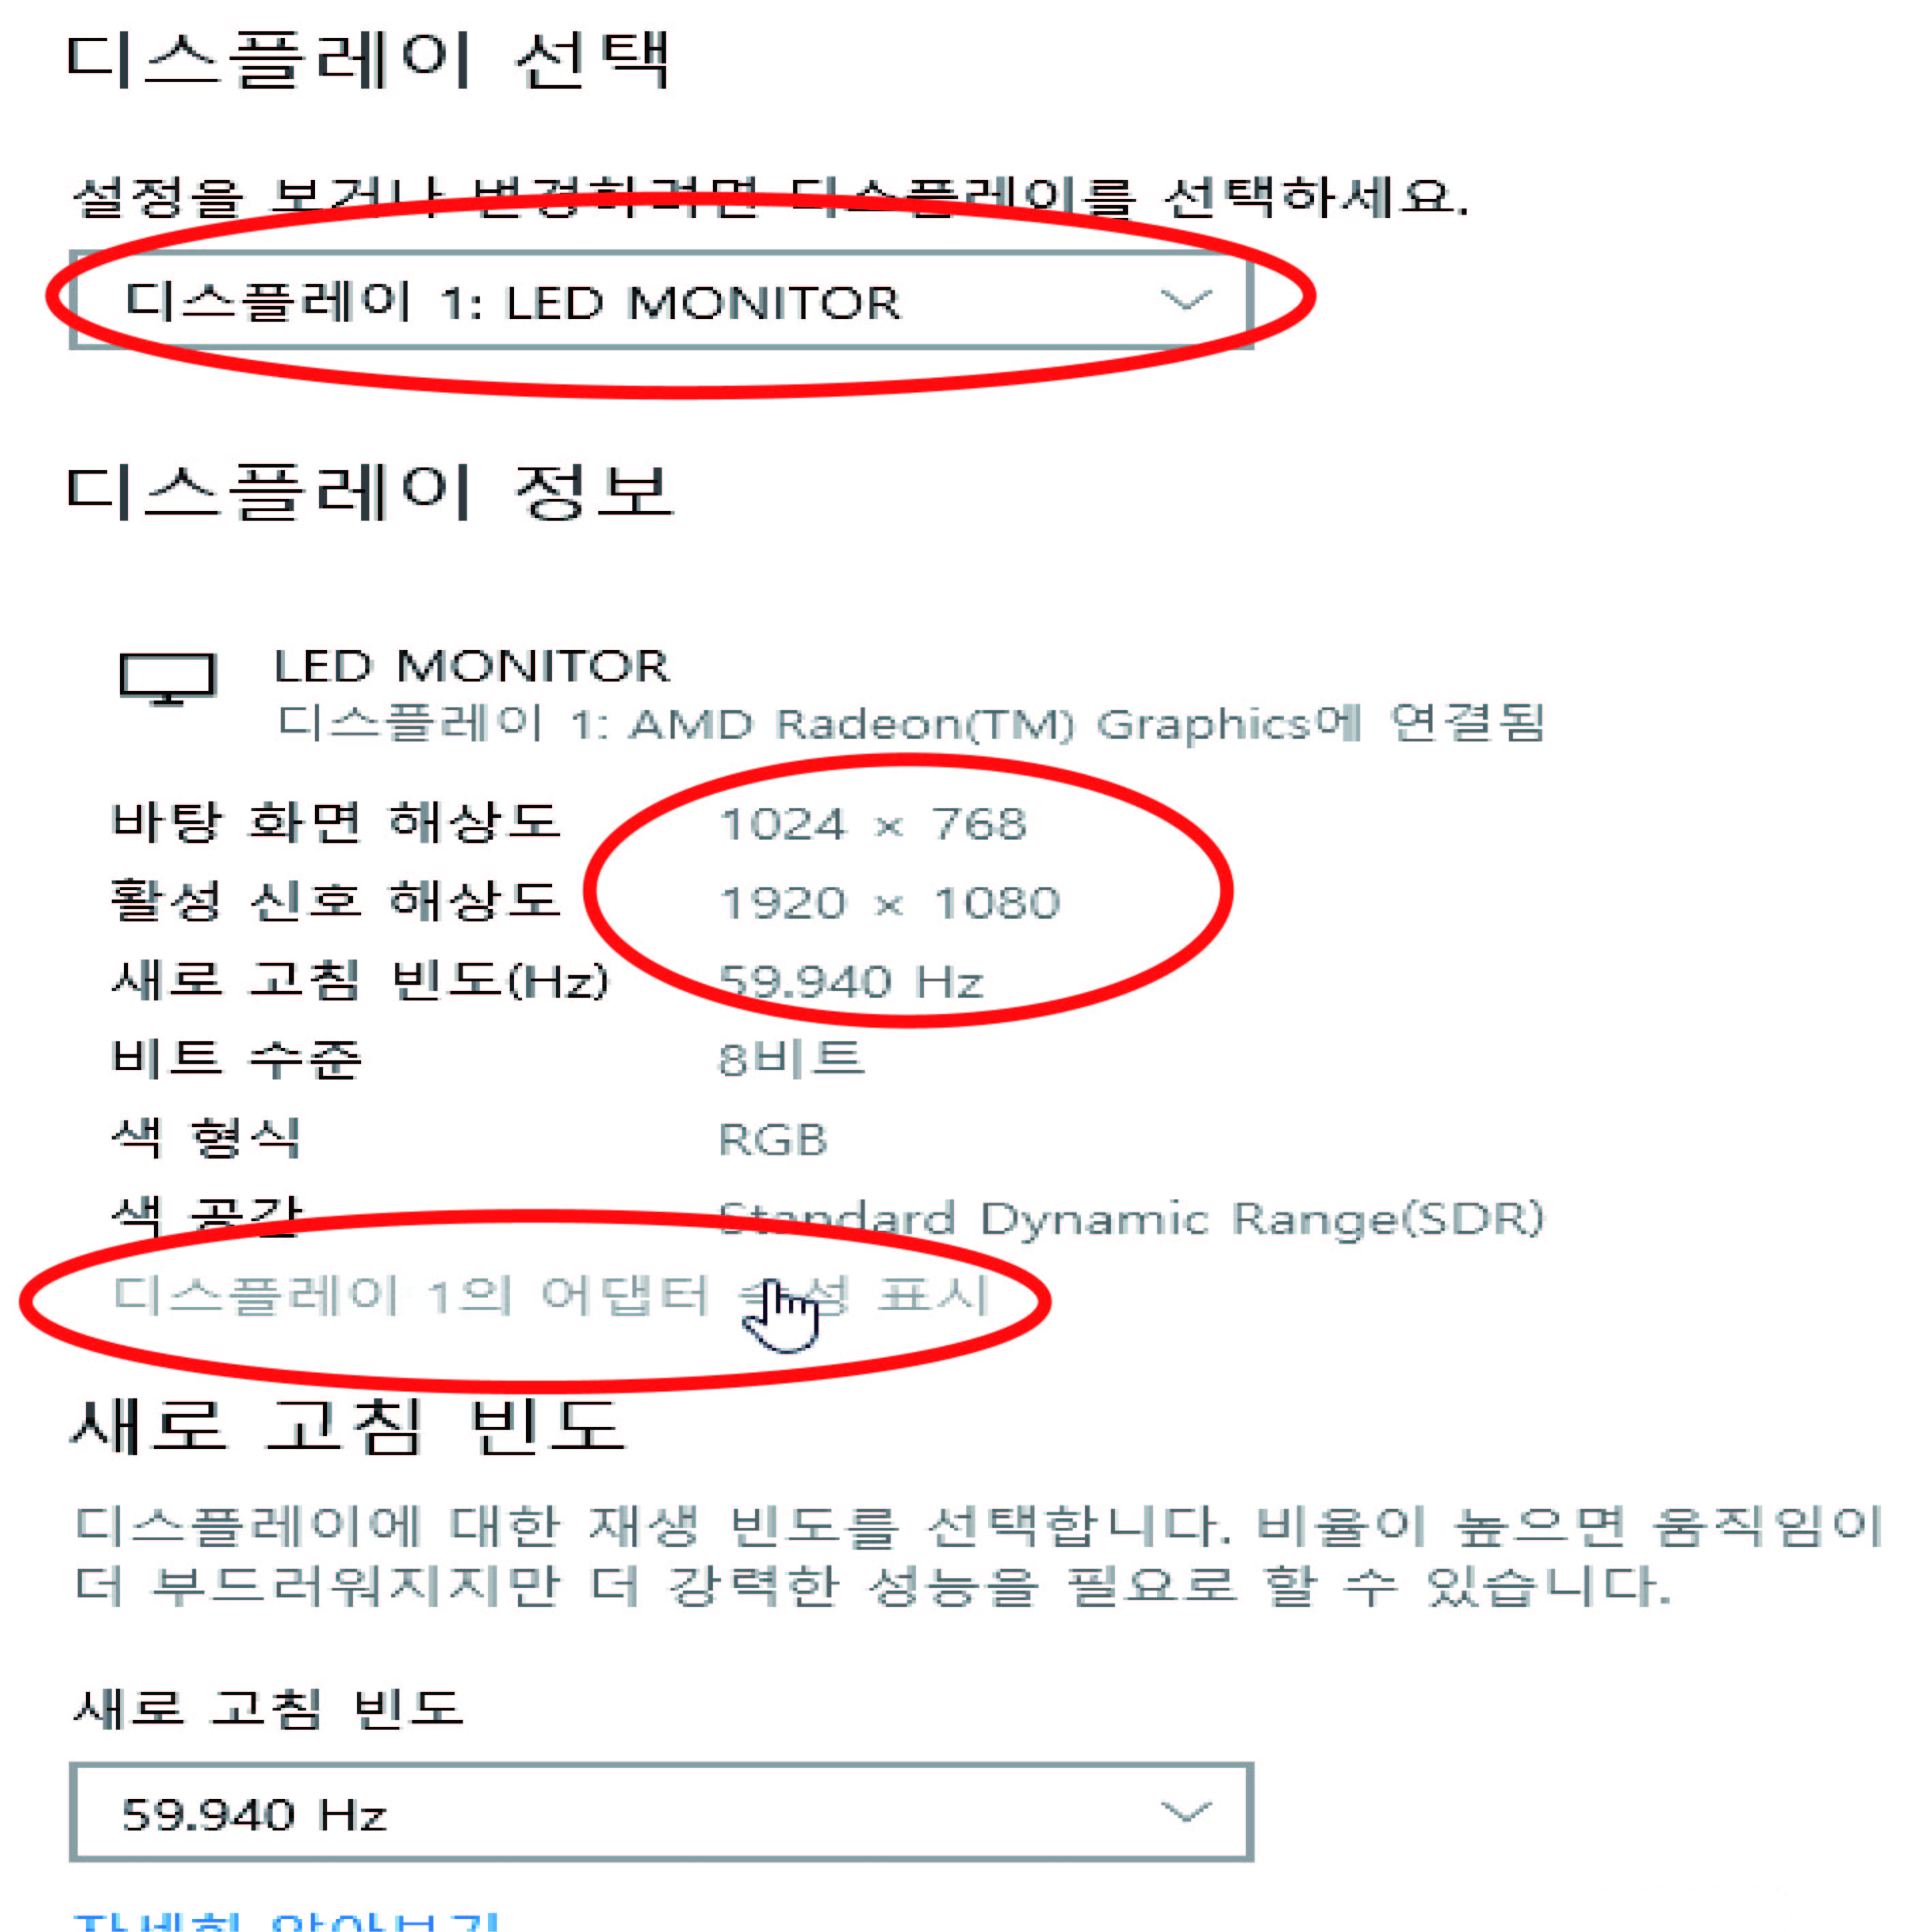 디스플레이 선택
설정을 보거나 변경하려면 디스플레이를 선택하세요.
디스플레이 1: LED MONITOR
디스플레이 정보
LED MONITOR
디스플레이 1: AMD Radeon(TM) Graphics에 연결됨
바탕 화면 해상도 1024 × 768
활성 신호 해상도 1920 × 1080
새로 고침 빈도(Hz) 59.940 Hz
비트 수준 8비트
색 형식 RGB
색 공간 Standard Dynamic Range(SDR)
디스플레이 1의 어댑터 속성 표시
새로 고침 빈도
디스플레이에 대한 재생 빈도를 선택합니다. 비율이 높으면 움직임이
더 부드러워지지만 더 강력한 성능을 필요로 할 수 있습니다.
새로 고침 빈도
59.940 Hz
자세히 알아보기